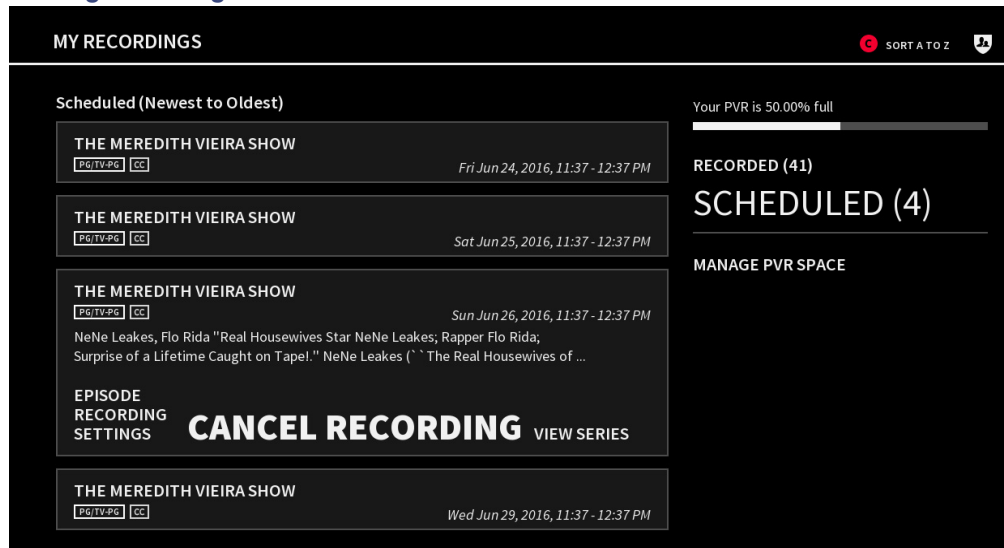 MY RECORDINGS
C SORT A TO Z
Scheduled (Newest to Oldest)
THE MEREDITH VIEIRA SHOW
PG/TV-PG CC
Fri Jun 24, 2016, 11:37 - 12:37 PM
THE MEREDITH VIEIRA SHOW
PG/TV-PG CC
Sat Jun 25, 2016, 11:37 - 12:37 PM
THE MEREDITH VIEIRA SHOW
PG/TV-PG CC
Sun Jun 26, 2016, 11:37 - 12:37 PM
NeNe Leakes, Flo Rida "Real Housewives Star NeNe Leakes; Rapper Flo Rida;
Surprise of a Lifetime Caught on Tape!." NeNe Leakes (``The Real Housewives of ...
EPISODE
RECORDING
SETTINGS
CANCEL RECORDING
VIEW SERIES
THE MEREDITH VIEIRA SHOW
PG/TV-PG CC
Wed Jun 29, 2016, 11:37 - 12:37 PM
Your PVR is 50.00% full
RECORDED (41)
SCHEDULED (4)
MANAGE PVR SPACE